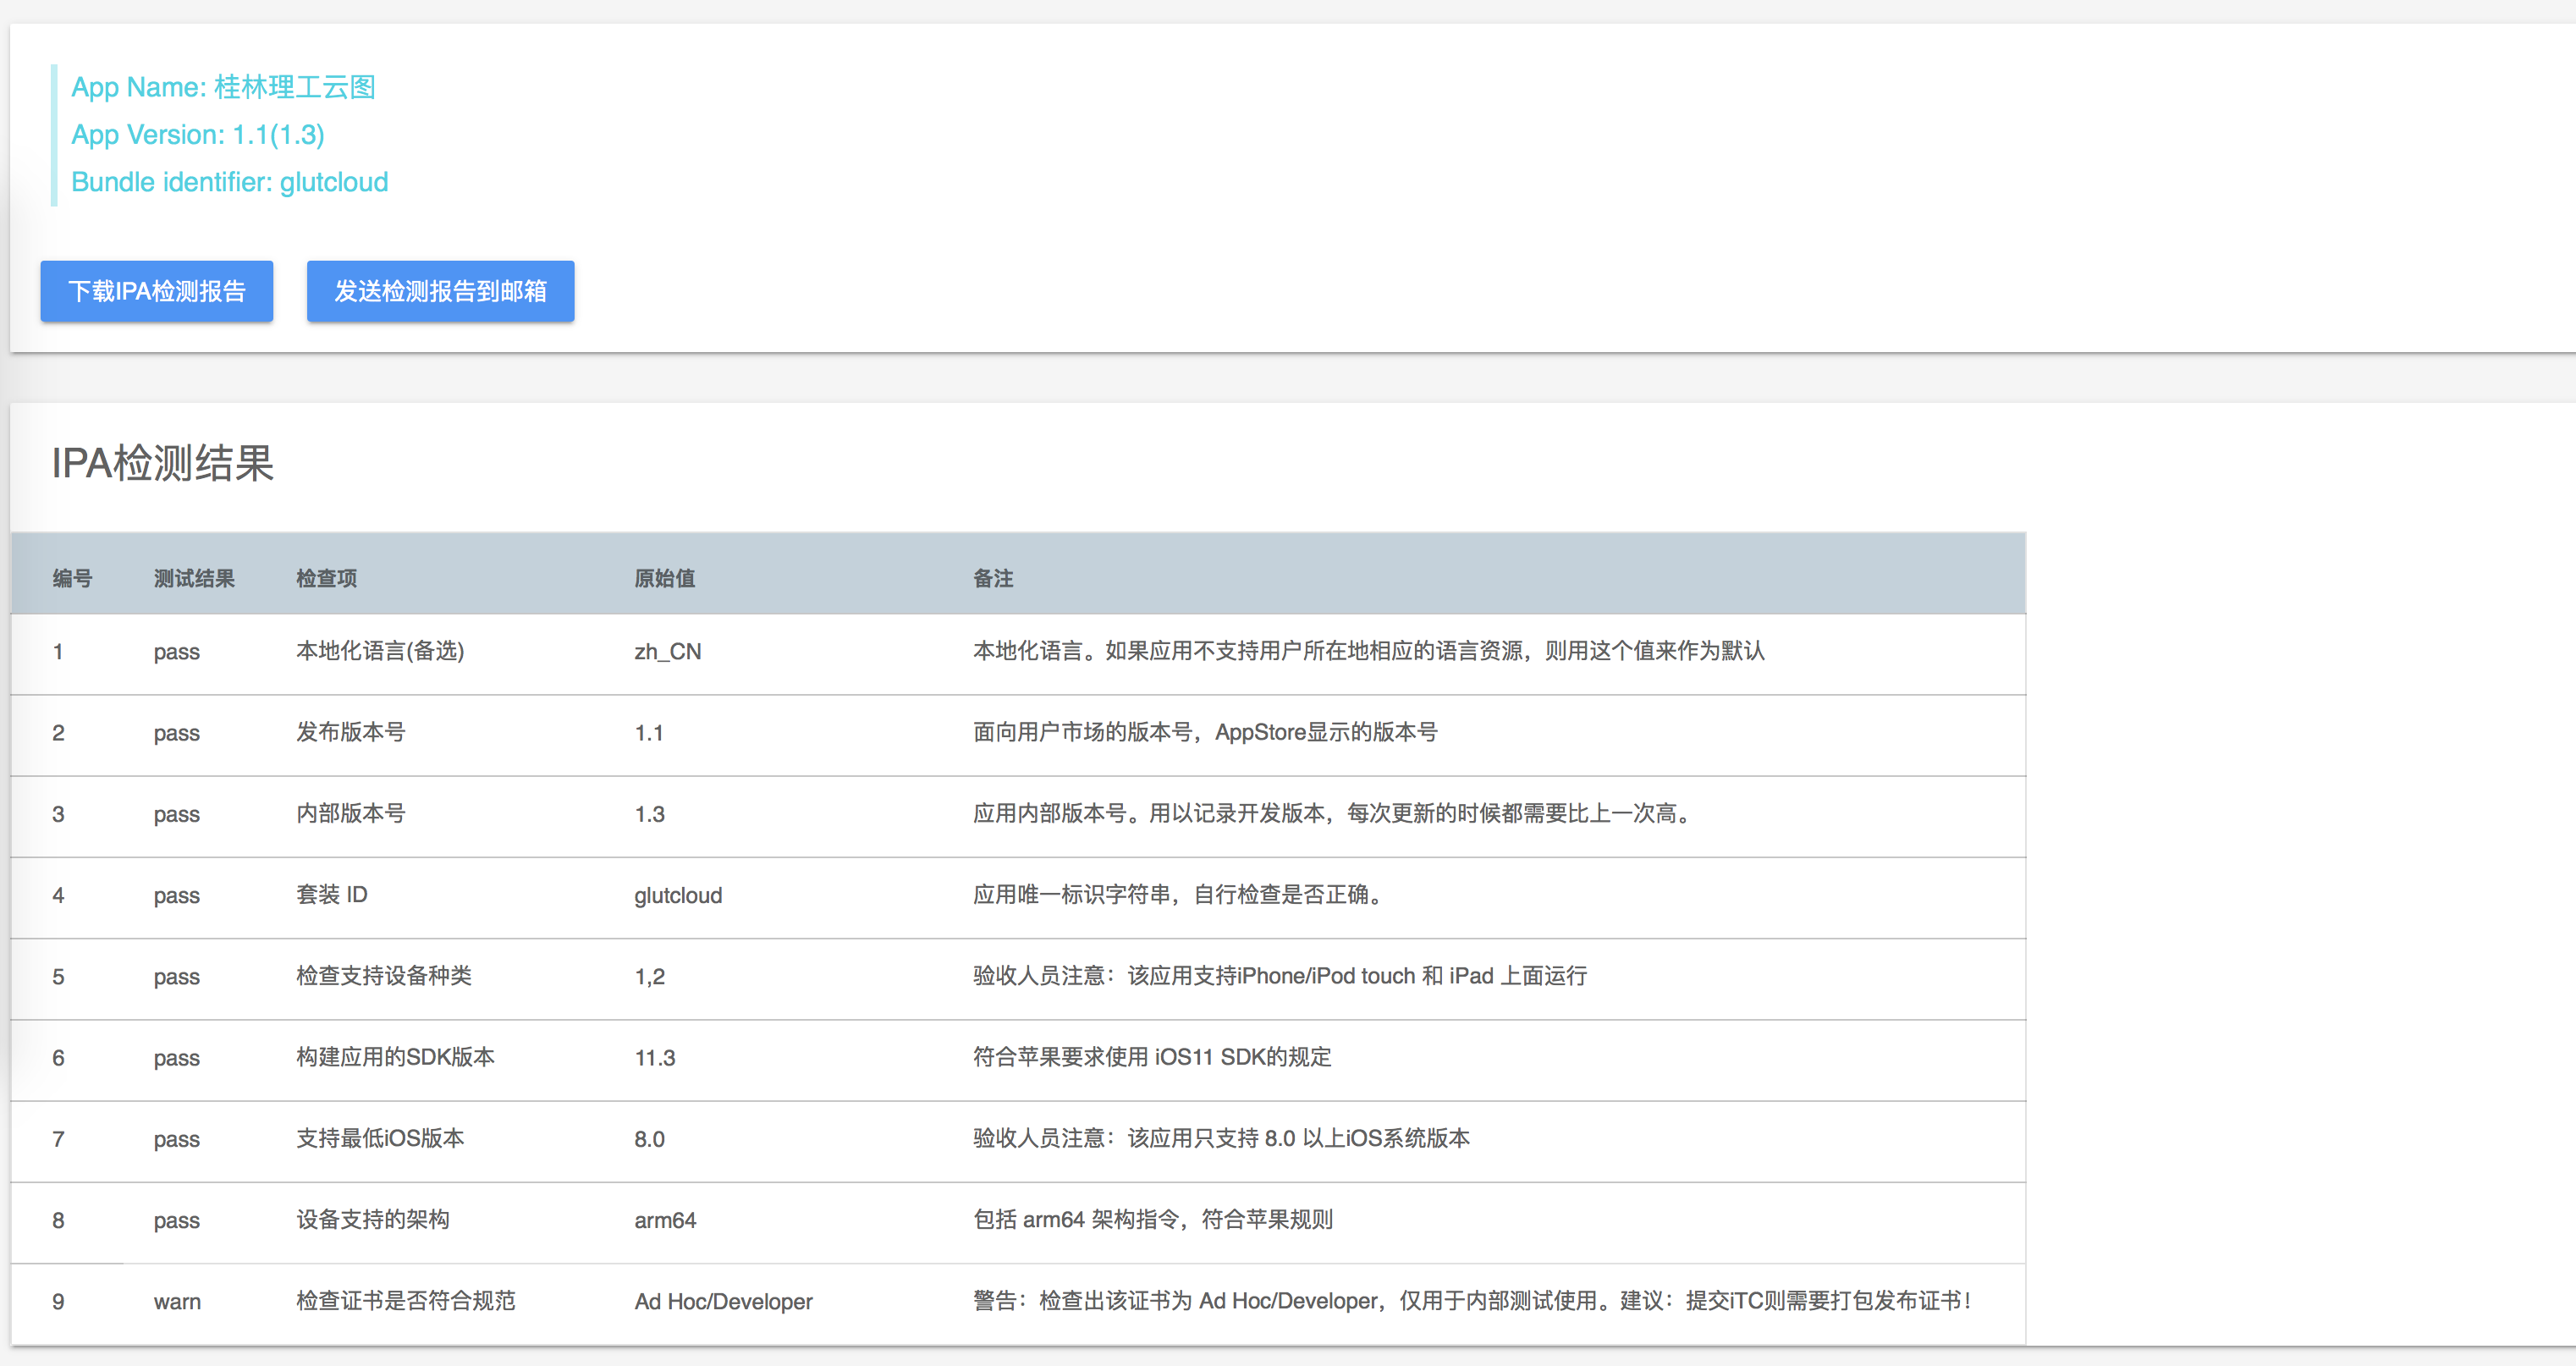 App Name: 桂林理工云图
App Version: 1.1(1.3)
Bundle identifier: glutcloud
下载IPA检测报告 发送检测报告到邮箱
IPA检测结果
编号 测试结果 检查项 原始值 备注
1 pass 本地化语言(备选) zh_CN 本地化语言。如果应用不支持用户所在地相应的语言资源，则用这个值来作为默认
2 pass 发布版本号 1.1 面向用户市场的版本号，AppStore显示的版本号
3 pass 内部版本号 1.3 应用内部版本号。用以记录开发版本，每次更新的时候都需要比上一次高。
4 pass 套装 ID glutcloud 应用唯一标识字符串，自行检查是否正确。
5 pass 检查支持设备种类 1,2 验收人员注意：该应用支持iPhone/iPod touch 和 iPad 上面运行
6 pass 构建应用的SDK版本 11.3 符合苹果要求使用 iOS11 SDK的规定
7 pass 支持最低iOS版本 8.0 验收人员注意：该应用只支持 8.0 以上iOS系统版本
8 pass 设备支持的架构 arm64 包括 arm64 架构指令，符合苹果规则
9 warn 检查证书是否符合规范 Ad Hoc/Developer 警告：检查出该证书为 Ad Hoc/Developer，仅用于内部测试使用。建议：提交iTC则需要打包发布证书！